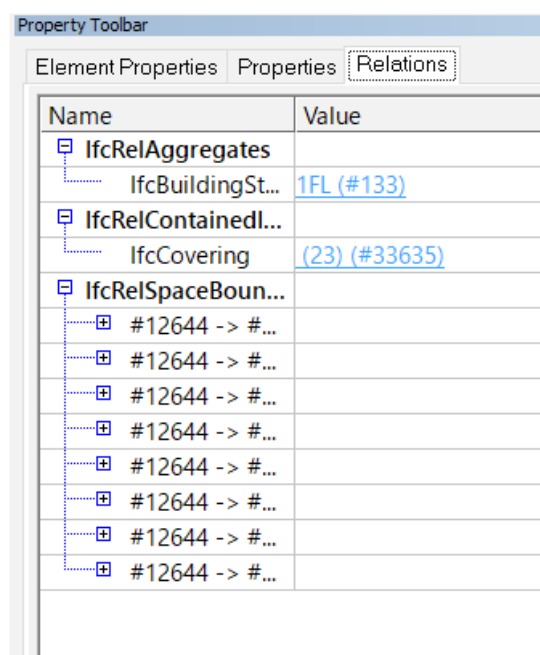 Property Toolbar
Element Properties Properties Relations
Name Value
IfcRelAggregates
IfcBuildingSt... 1FL (#133)
IfcRelContainedI...
IfcCovering (23) (#33635)
IfcRelSpaceBoun...
#12644 -> #...
#12644 -> #...
#12644 -> #...
#12644 -> #...
#12644 -> #...
#12644 -> #...
#12644 -> #...
#12644 -> #...